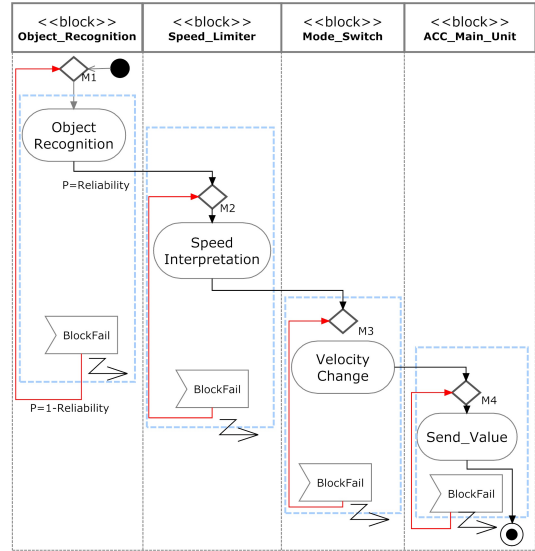 <<block>>
Object_Recognition
<<block>>
Speed_Limiter
<<block>>
Mode_Switch
<<block>>
ACC_Main_Unit
M1
Object
Recognition
P=Reliability
M2
Speed
Interpretation
BlockFail
M3
Velocity
Change
BlockFail
P=1-Reliability
M4
Send_Value
BlockFail
BlockFail